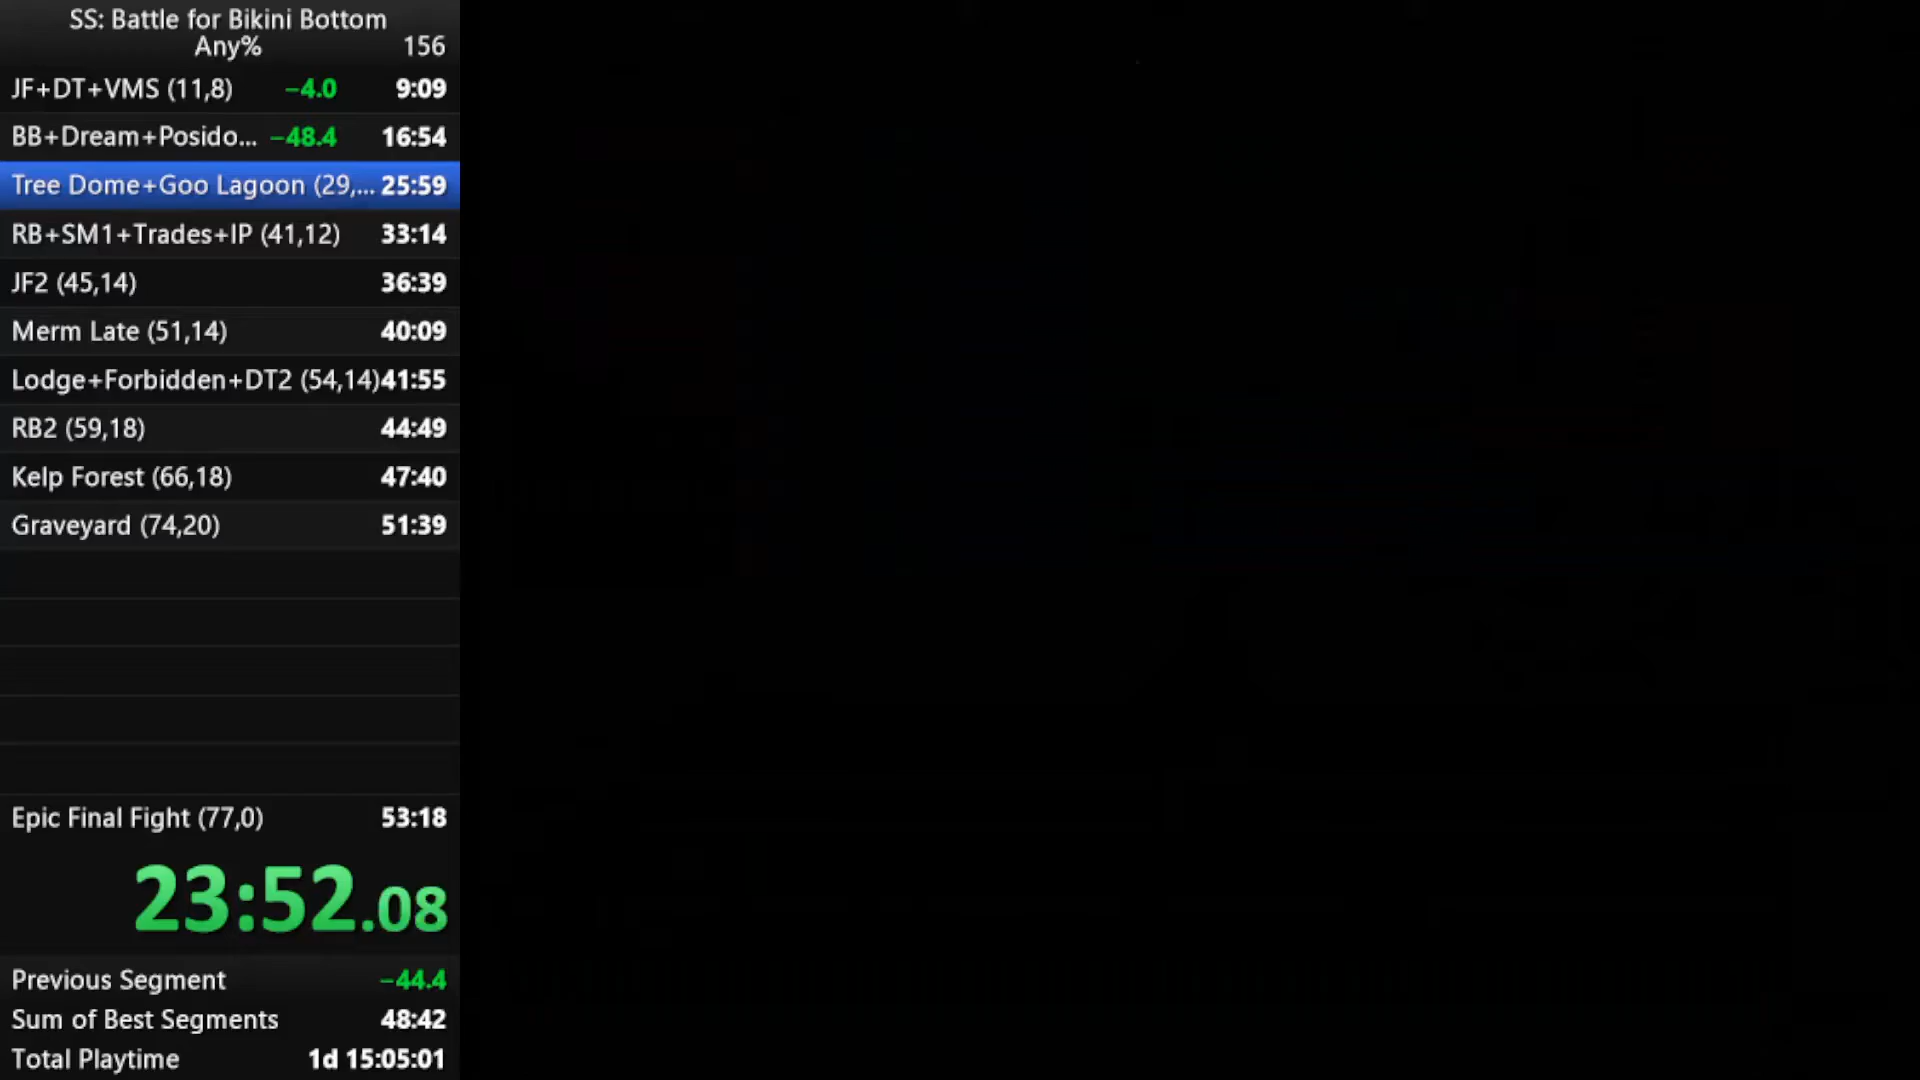 SS: Battle for Bikini Bottom
Any% 156
JF+DT+VMS (11,8) −4.0 9:09
BB+Dream+Posido... −48.4 16:54
Tree Dome+Goo Lagoon (29,... 25:59
RB+SM1+Trades+IP (41,12) 33:14
JF2 (45,14) 36:39
Merm Late (51,14) 40:09
Lodge+Forbidden+DT2 (54,14) 41:55
RB2 (59,18) 44:49
Kelp Forest (66,18) 47:40
Graveyard (74,20) 51:39
Epic Final Fight (77,0) 53:18
23:52.08
Previous Segment −44.4
Sum of Best Segments 48:42
Total Playtime 1d 15:05:01